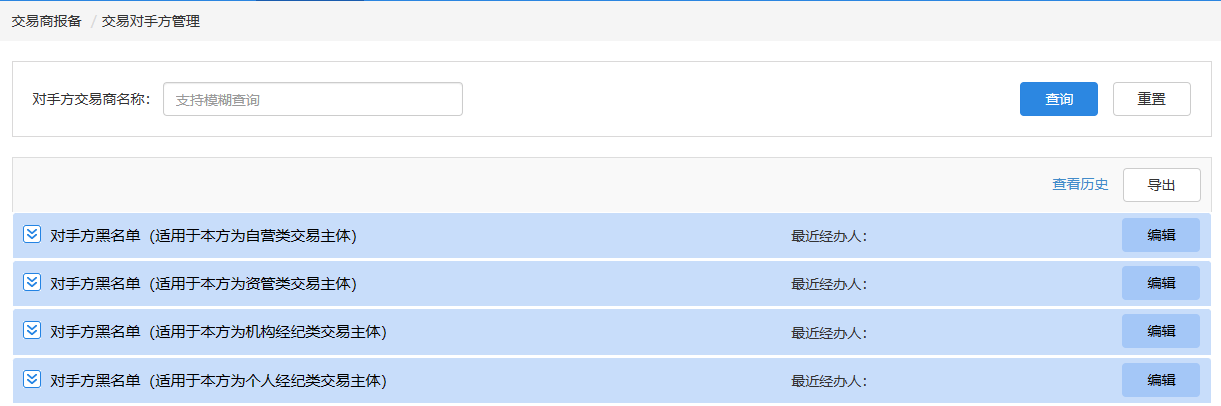 交易商报备 / 交易对手方管理
对手方交易商名称： 支持模糊查询 查询 重置
查看历史 导出
对手方黑名单（适用于本方为自营类交易主体） 最近经办人： 编辑
对手方黑名单（适用于本方为资管类交易主体） 最近经办人： 编辑
对手方黑名单（适用于本方为机构经纪类交易主体） 最近经办人： 编辑
对手方黑名单（适用于本方为个人经纪类交易主体） 最近经办人： 编辑